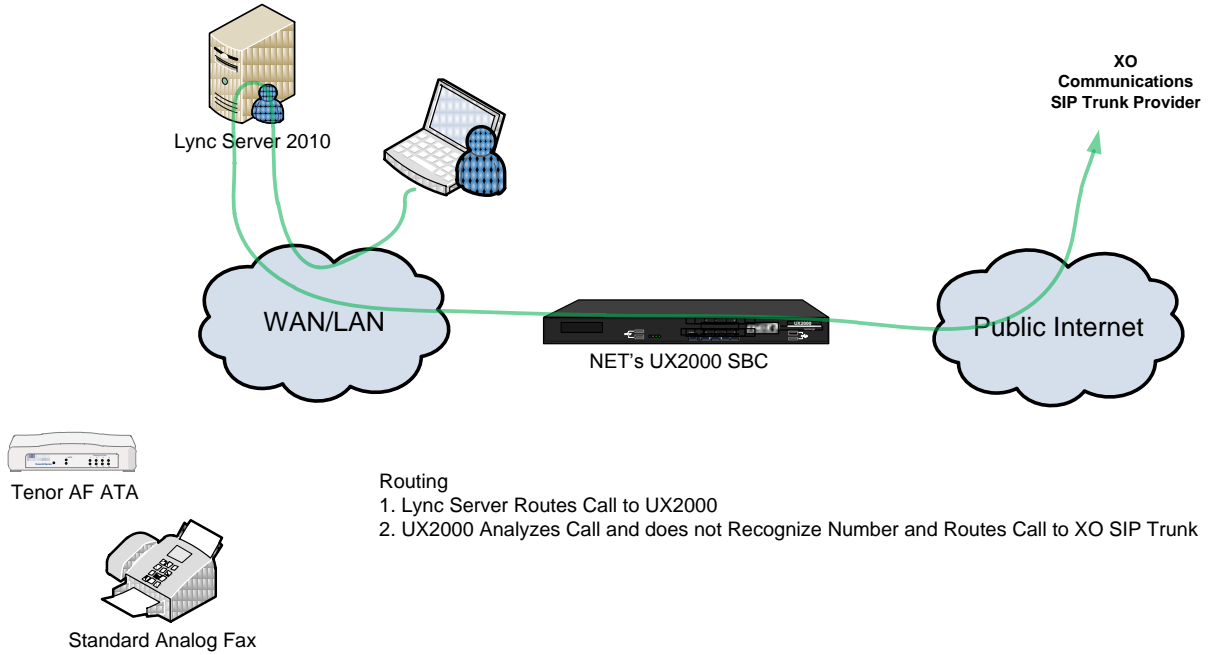 XO
Communications
SIP Trunk Provider
Lync Server 2010
WAN/LAN
UX2000
NET's UX2000 SBC
Public Internet
Tenor AF ATA
Standard Analog Fax
Routing
1. Lync Server Routes Call to UX2000
2. UX2000 Analyzes Call and does not Recognize Number and Routes Call to XO SIP Trunk